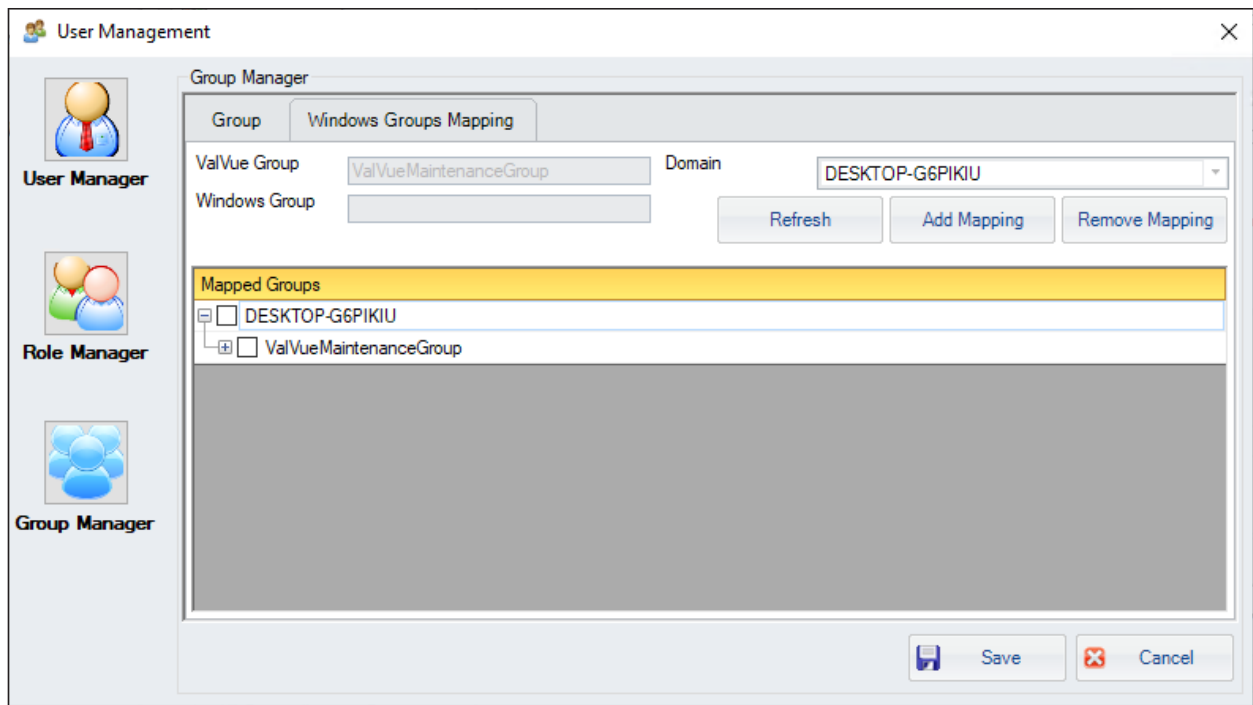 User Management
User Manager
Role Manager
Group Manager
Group Manager
Group
Windows Groups Mapping
ValVue Group
ValVueMaintenanceGroup
Domain
DESKTOP-G6PIKIU
Windows Group
Refresh
Add Mapping
Remove Mapping
Mapped Groups
DESKTOP-G6PIKIU
ValVueMaintenanceGroup
Save
Cancel